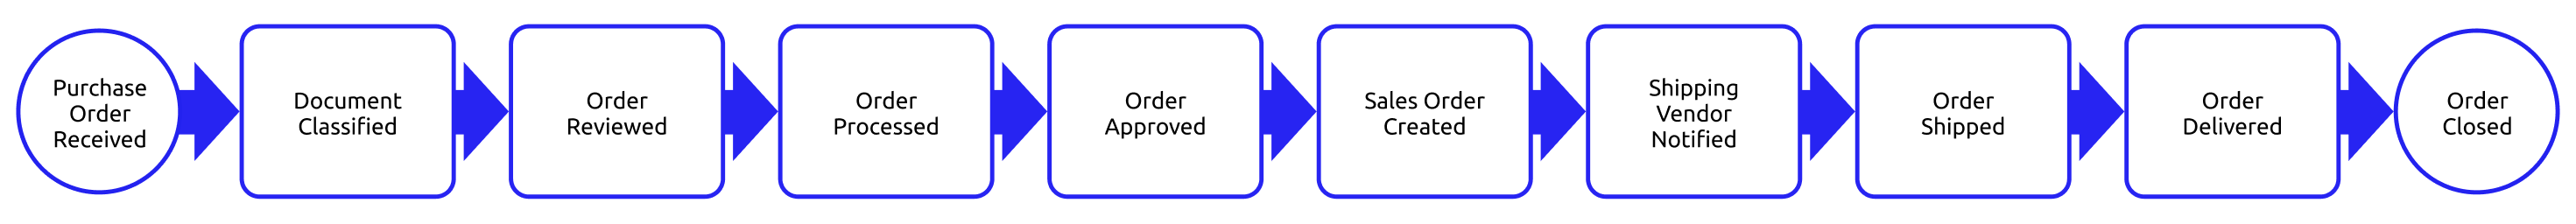 Purchase
Order
Received
Document
Classified
Order
Reviewed
Order
Processed
Order
Approved
Sales Order
Created
Shipping
Vendor
Notified
Order
Shipped
Order
Delivered
Order
Closed